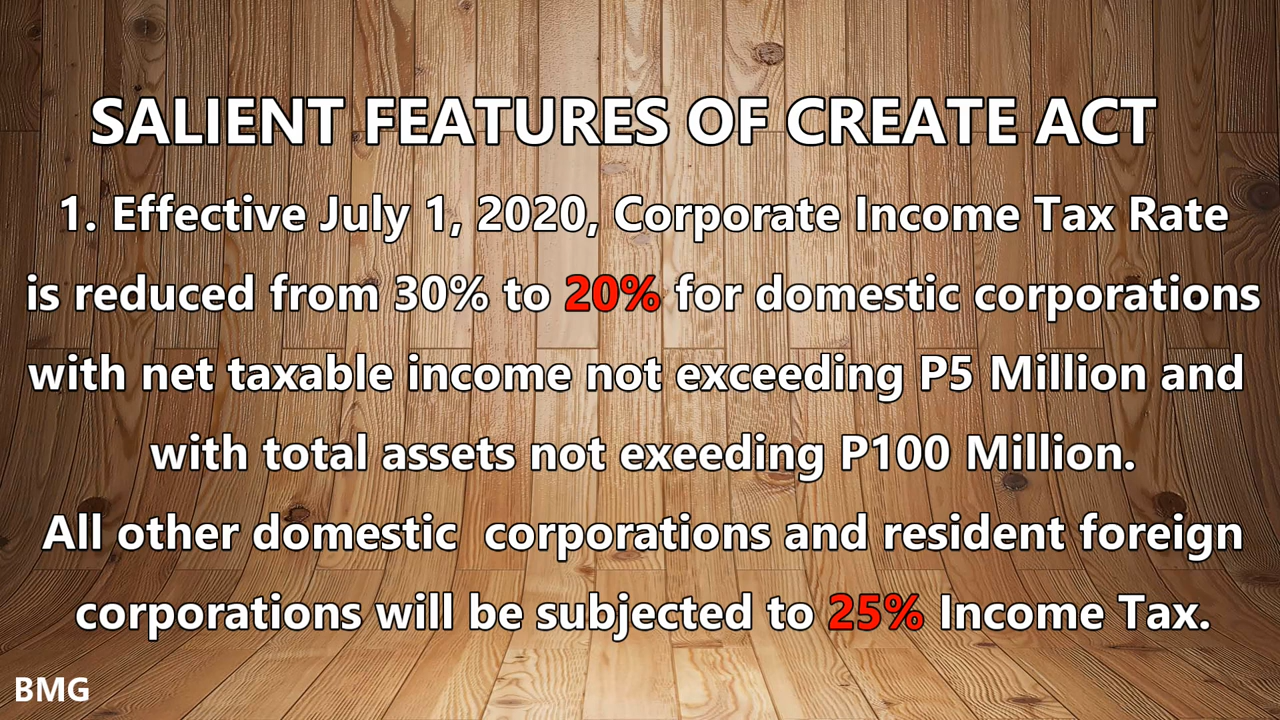 SALIENT FEATURES OF CREATE ACT
1. Effective July 1, 2020, Corporate Income Tax Rate
is reduced from 30% to 20% for domestic corporations
with net taxable income not exceeding P5 Million and
with total assets not exeeding P100 Million.
All other domestic  corporations and resident foreign
corporations will be subjected to 25% Income Tax.
BMG